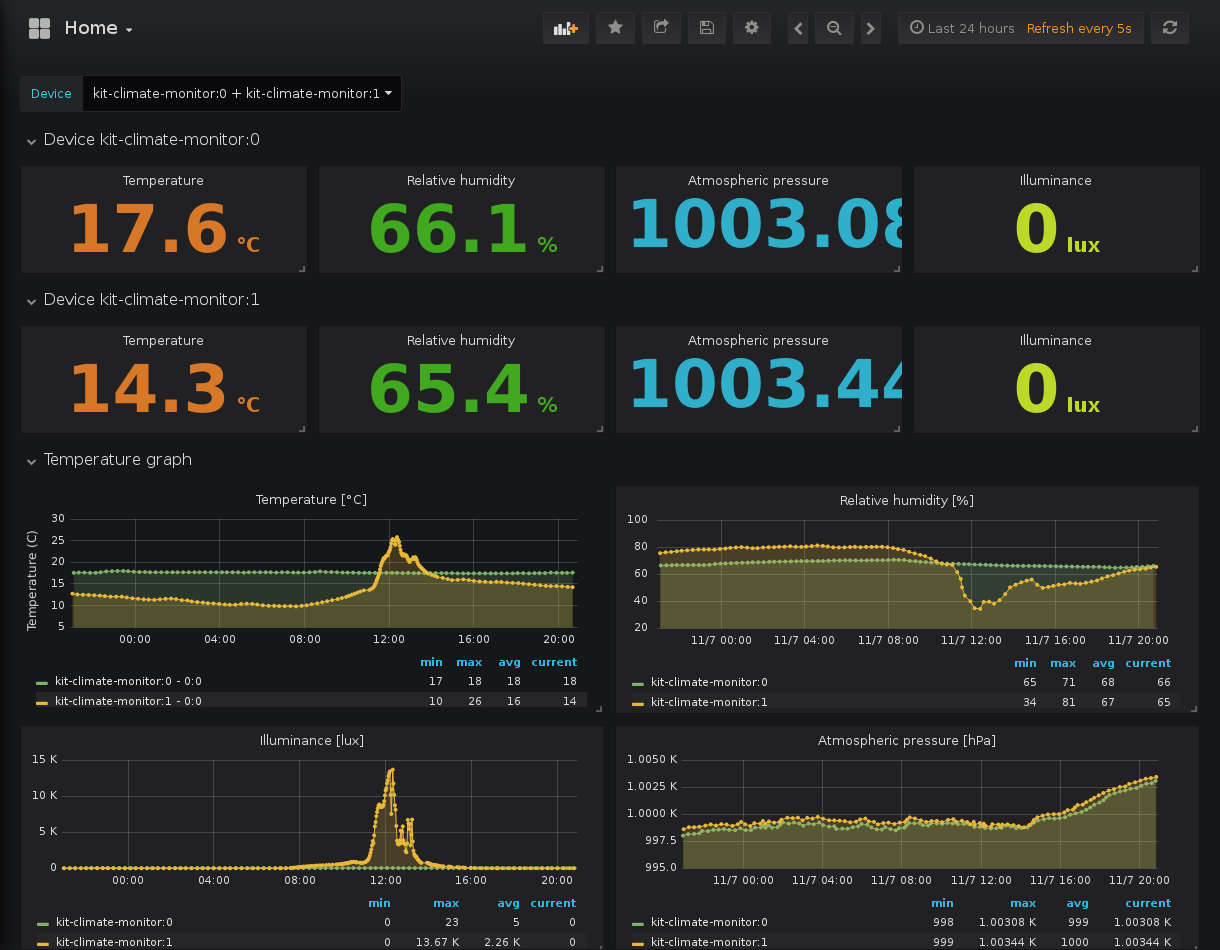 Home
Last 24 hours Refresh every 5s
Device kit-climate-monitor:0 + kit-climate-monitor:1
Device kit-climate-monitor:0
Temperature
17.6 °C
Relative humidity
66.1 %
Atmospheric pressure
1003.08
Illuminance
0 lux
Device kit-climate-monitor:1
Temperature
14.3 °C
Relative humidity
65.4 %
Atmospheric pressure
1003.44
Illuminance
0 lux
Temperature graph
Temperature [°C]
Temperature (C)
30
25
20
15
10
5
00:00 04:00 08:00 12:00 16:00 20:00
min max avg current
kit-climate-monitor:0 - 0:0 17 18 18 18
kit-climate-monitor:1 - 0:0 10 26 16 14
Relative humidity [%]
100
80
60
40
20
11/7 00:00 11/7 04:00 11/7 08:00 11/7 12:00 11/7 16:00 11/7 20:00
min max avg current
kit-climate-monitor:0 65 71 68 66
kit-climate-monitor:1 34 81 67 65
Illuminance [lux]
15 K
10 K
5 K
0
00:00 04:00 08:00 12:00 16:00 20:00
min max avg current
kit-climate-monitor:0 0 23 5 0
kit-climate-monitor:1 0 13.67 K 2.26 K 0
Atmospheric pressure [hPa]
1.0050 K
1.0025 K
1.0000 K
997.5
995.0
11/7 00:00 11/7 04:00 11/7 08:00 11/7 12:00 11/7 16:00 11/7 20:00
min max avg current
kit-climate-monitor:0 998 1.00308 K 999 1.00308 K
kit-climate-monitor:1 999 1.00344 K 1000 1.00344 K